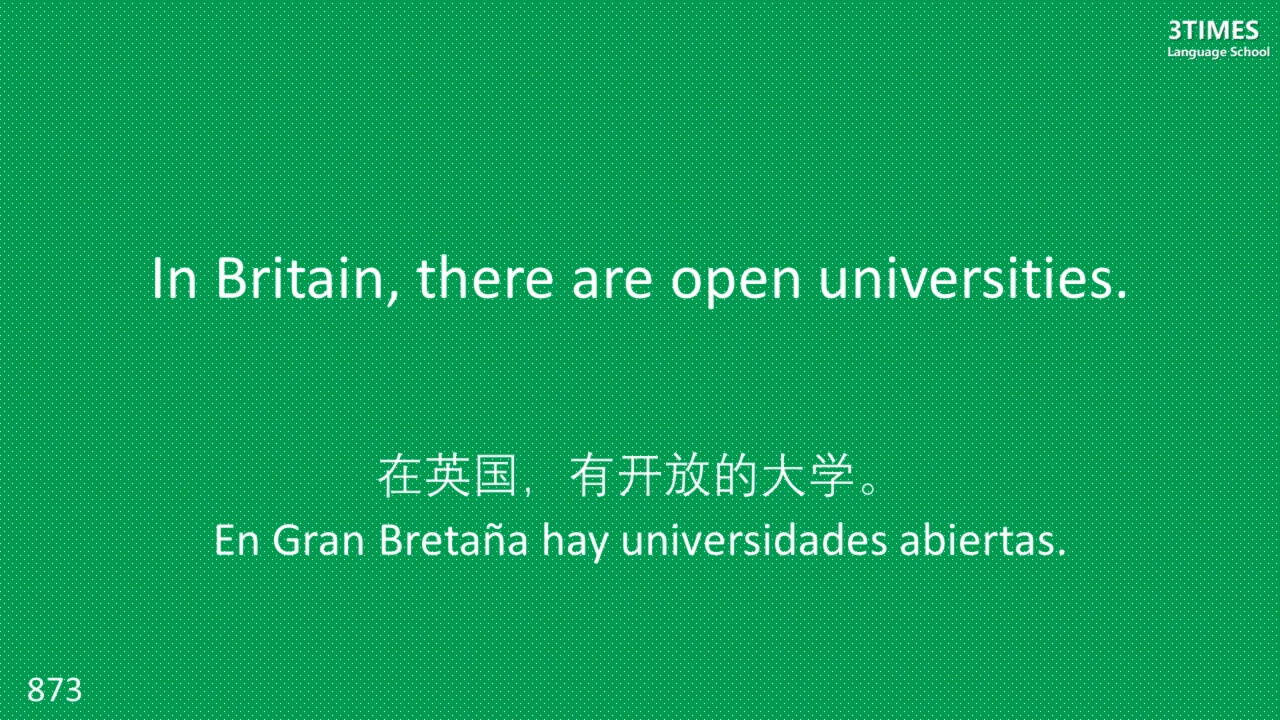 3TIMES
Language School
In Britain, there are open universities.
在英国，有开放的大学。
En Gran Bretaña hay universidades abiertas.
873